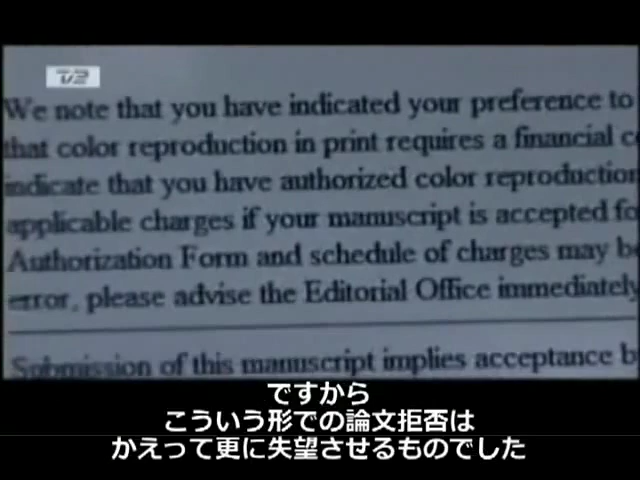 TV2
We note that you have indicated your preference to
that color reproduction in print requires a financial c
indicate that you have authorized color reproduction
applicable charges if your manuscript is accepted fo
Authorization Form and schedule of charges may b
error, please advise the Editorial Office immediately
Submission of this manuscript implies acceptance b
ですから
こういう形での論文拒否は
かえって更に失望させるものでした